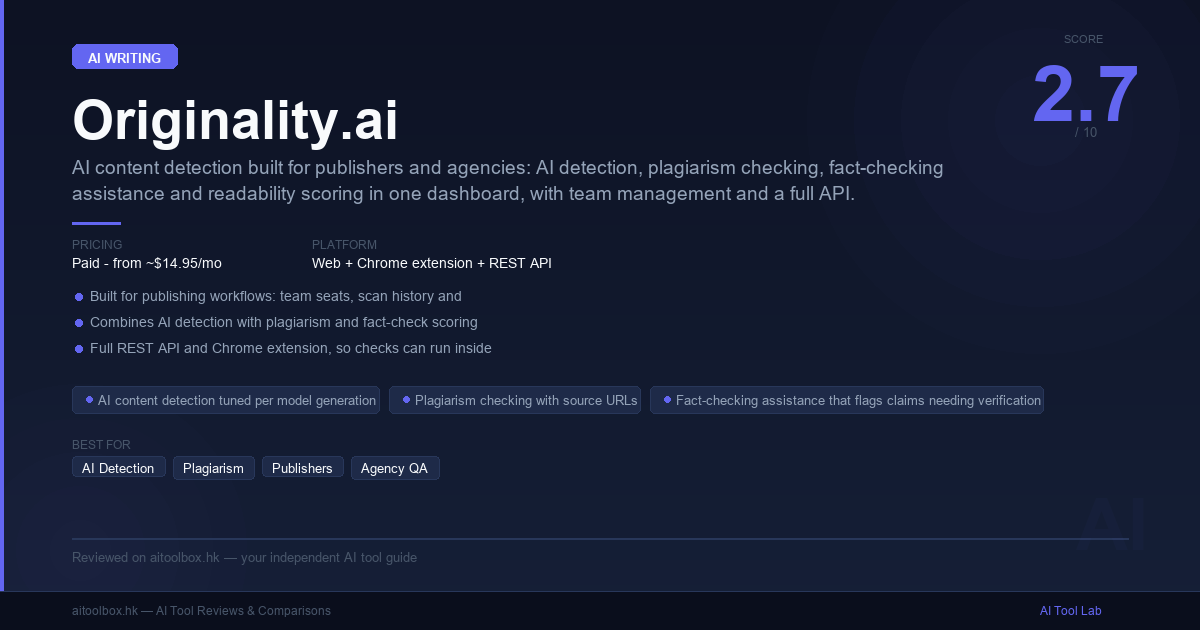 AI WRITING
SCORE
2.7
/ 10
Originality.ai
AI content detection built for publishers and agencies: AI detection, plagiarism checking, fact-checking
assistance and readability scoring in one dashboard, with team management and a full API.
PRICING
PLATFORM
Paid - from ~$14.95/mo
Web + Chrome extension + REST API
Built for publishing workflows: team seats, scan history and
Combines AI detection with plagiarism and fact-check scoring
Full REST API and Chrome extension, so checks can run inside
AI content detection tuned per model generation
Plagiarism checking with source URLs
Fact-checking assistance that flags claims needing verification
BEST FOR
AI Detection
Plagiarism
Publishers
Agency QA
AI
Reviewed on aitoolbox.hk — your independent AI tool guide
aitoolbox.hk — AI Tool Reviews & Comparisons
AI Tool Lab